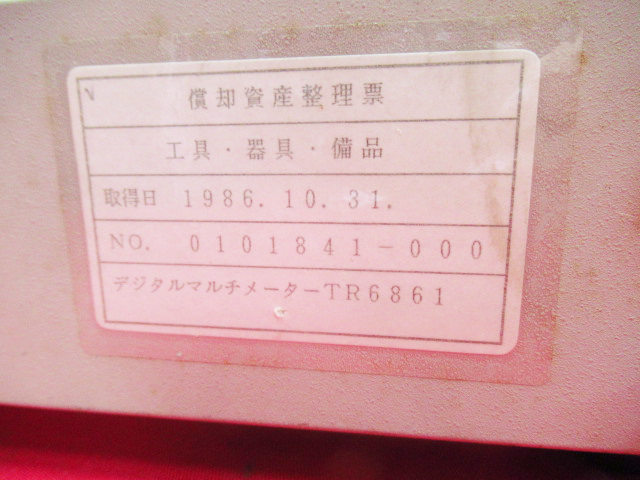 償却資産整理票
工具・器具・備品
取得日 1986.10.31.
NO. 0101841-000
デジタルマルチメーターTR6861